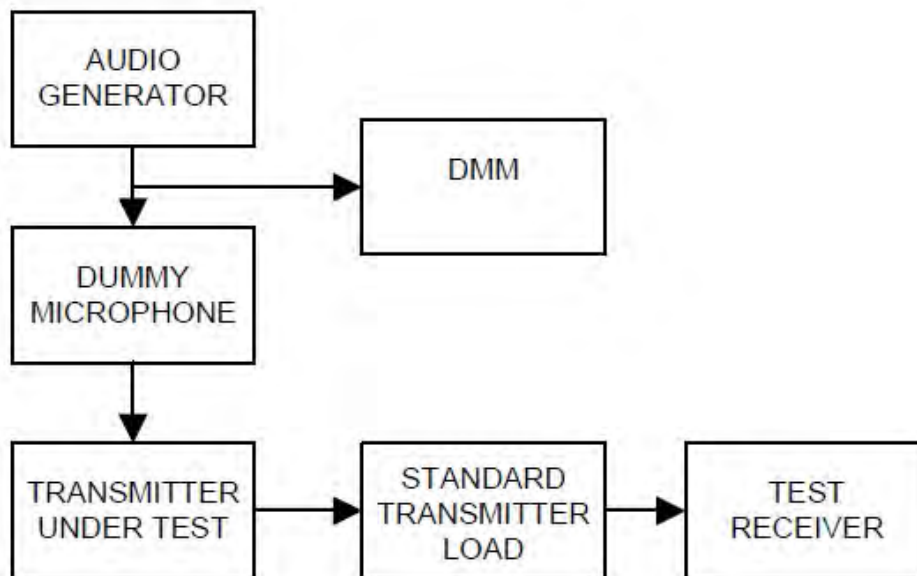 AUDIO
GENERATOR
DMM
DUMMY
MICROPHONE
TRANSMITTER
UNDER TEST
STANDARD
TRANSMITTER
LOAD
TEST
RECEIVER